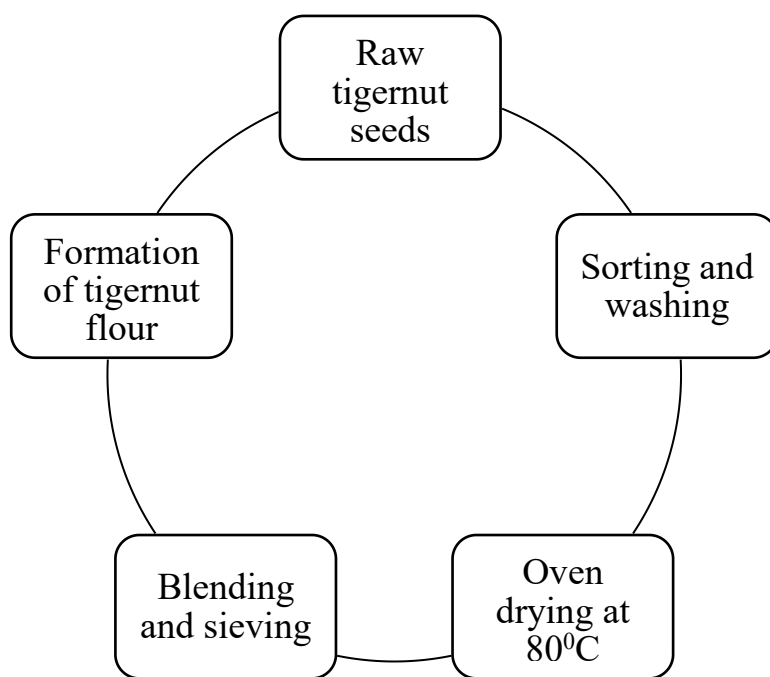 Raw
tigernut
seeds
Sorting and
washing
Oven
drying at
80⁰C
Blending
and sieving
Formation
of tigernut
flour